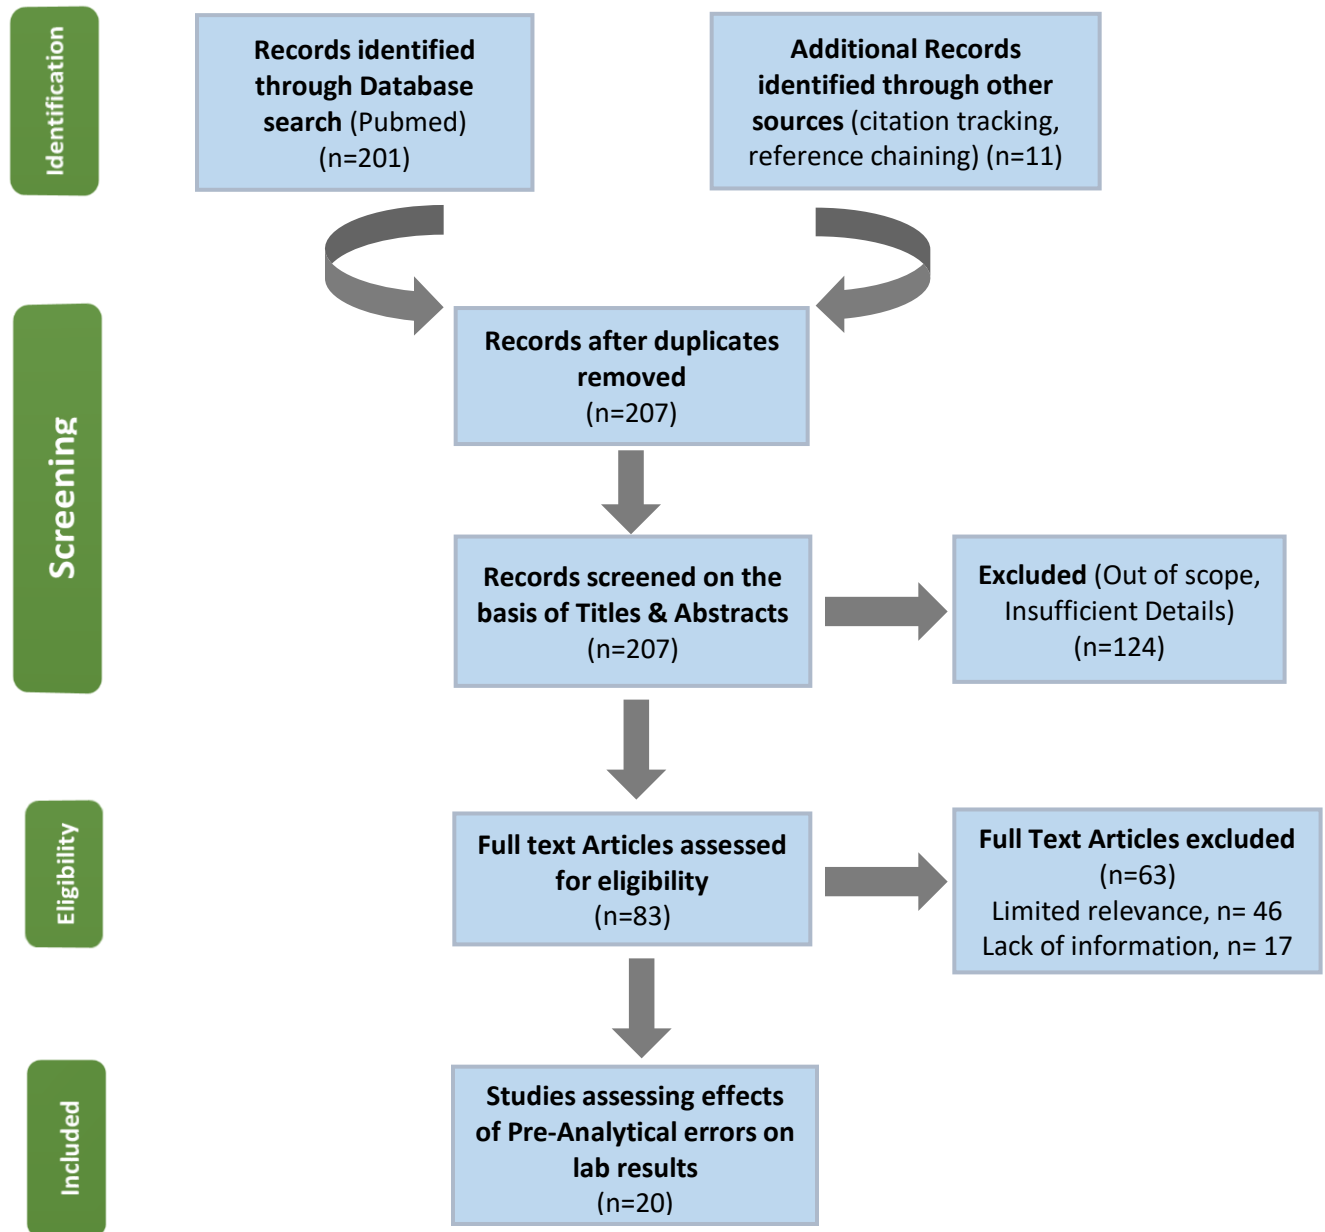 Identification
Records identified
through Database
search (Pubmed)
(n=201)
Additional Records
identified through other
sources (citation tracking,
reference chaining) (n=11)
Screening
Records after duplicates
removed
(n=207)
Records screened on the
basis of Titles & Abstracts
(n=207)
Excluded (Out of scope,
Insufficient Details)
(n=124)
Eligibility
Full text Articles assessed
for eligibility
(n=83)
Full Text Articles excluded
(n=63)
Limited relevance, n= 46
Lack of information, n= 17
Included
Studies assessing effects
of Pre-Analytical errors on
lab results
(n=20)